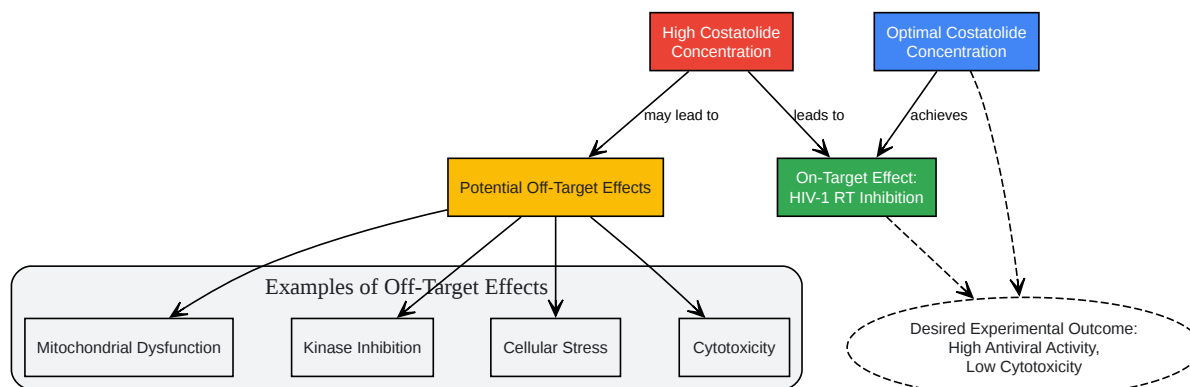 High Costatolide
Concentration
Optimal Costatolide
Concentration
may lead to
leads to
achieves
Potential Off-Target Effects
On-Target Effect:
HIV-1 RT Inhibition
Examples of Off-Target Effects
Mitochondrial Dysfunction
Kinase Inhibition
Cellular Stress
Cytotoxicity
Desired Experimental Outcome:
High Antiviral Activity,
Low Cytotoxicity